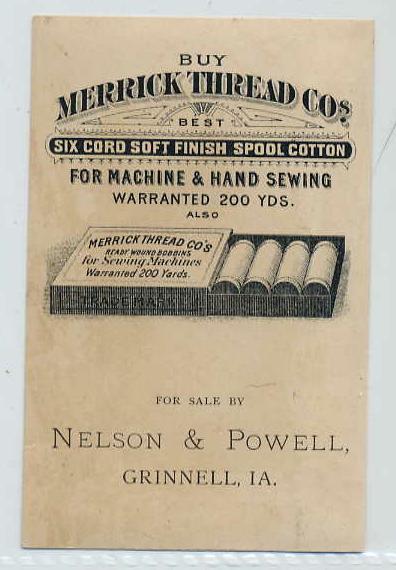 BUY
MERRICK THREAD COS.
BEST
SIX CORD SOFT FINISH SPOOL COTTON
FOR MACHINE & HAND SEWING
WARRANTED 200 YDS.
ALSO
MERRICK THREAD CO'S
READY WOUND BOBBINS
for Sewing Machines
Warranted 200 Yards.
TRADE MARK
FOR SALE BY
NELSON & POWELL,
GRINNELL, IA.